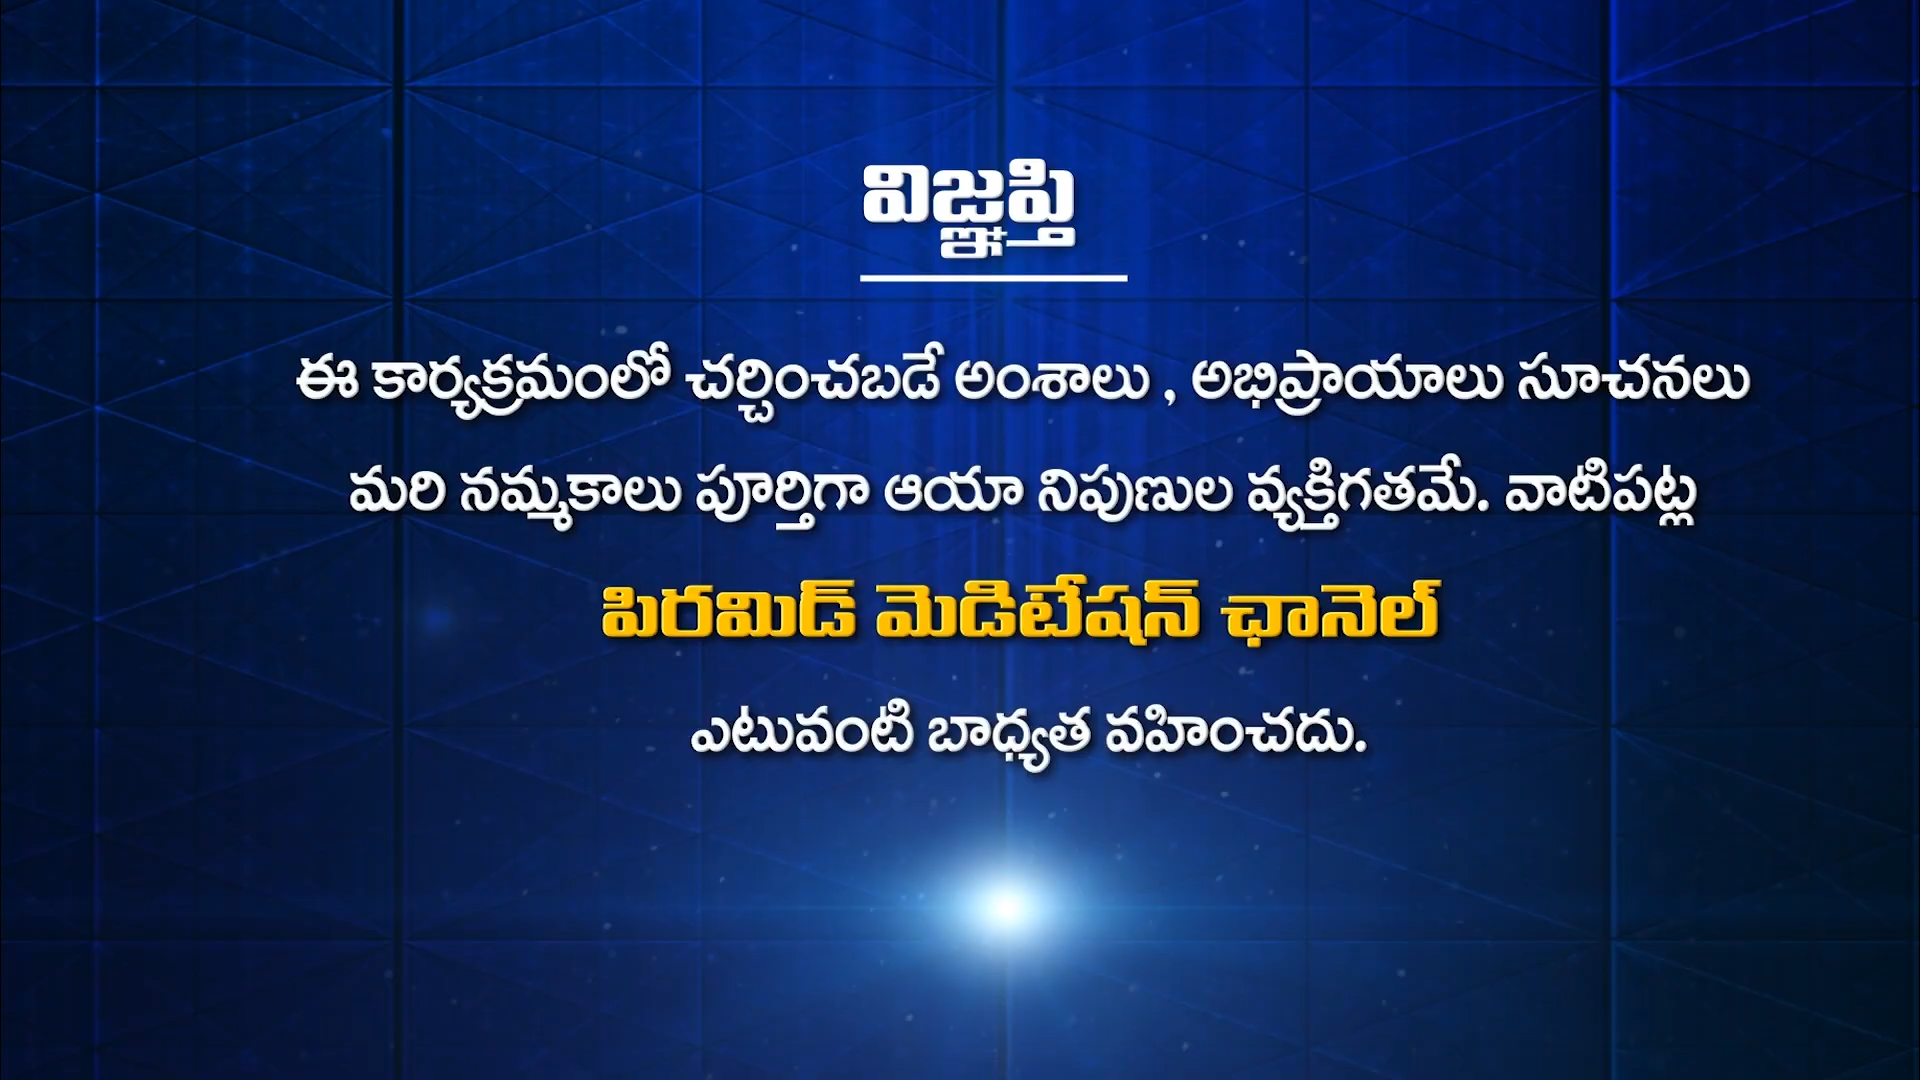 విజ్ఞప్తి
ఈ కార్యక్రమంలో చర్చించబడే అంశాలు , అభిప్రాయాలు సూచనలు
మరి నమ్మకాలు పూర్తిగా ఆయా నిపుణుల వ్యక్తిగతమే. వాటిపట్ల
పిరమిడ్ మెడిటేషన్ ఛానెల్
ఎటువంటి బాధ్యత వహించదు.